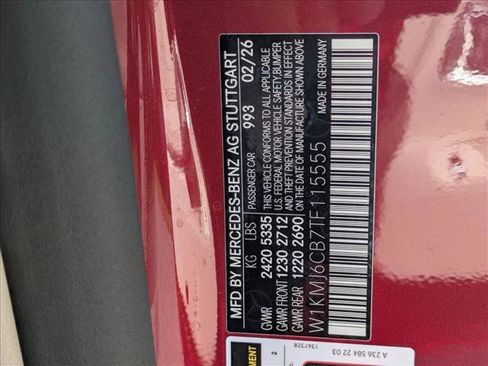 MFD BY MERCEDES-BENZ AG STUTTGART
PASSENGER CAR 993 02/26
KG LBS
GVWR 2420 5335
GAWR FRONT 1230 2712
GAWR REAR 1220 2690
THIS VEHICLE CONFORMS TO ALL APPLICABLE
U.S. FEDERAL MOTOR VEHICLE SAFETY, BUMPER
AND THEFT PREVENTION STANDARDS IN EFFECT
ON THE DATE OF MANUFACTURE SHOWN ABOVE
W1KMJ6CB7TF115555 MADE IN GERMANY
A 236 584 22 03
1367328
2